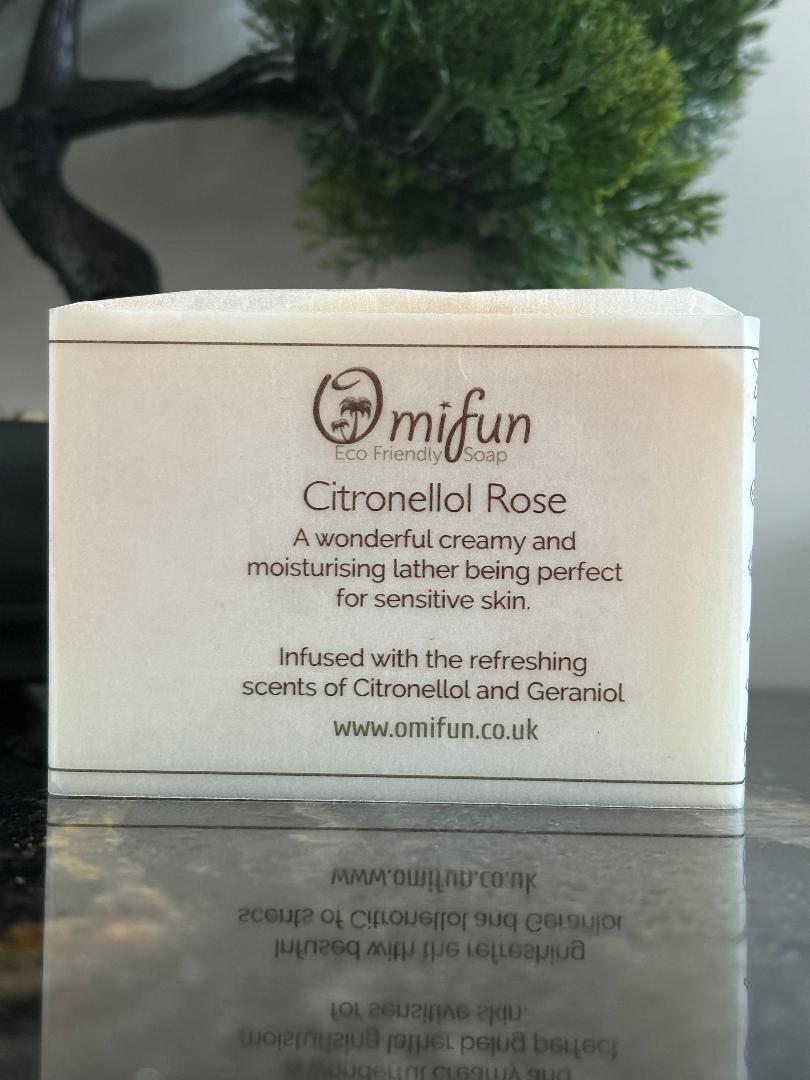 Omifun
Eco Friendly Soap
Citronellol Rose
A wonderful creamy and
moisturising lather being perfect
for sensitive skin.
Infused with the refreshing
scents of Citronellol and Geraniol
www.omifun.co.uk